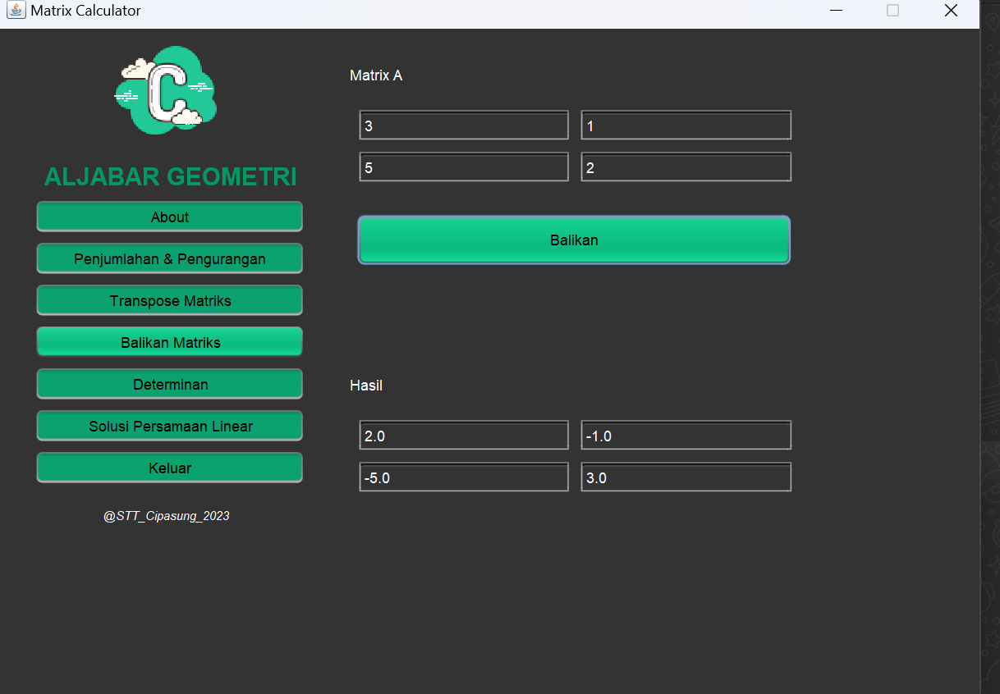 Matrix Calculator
C
ALJABAR GEOMETRI
About
Penjumlahan & Pengurangan
Transpose Matriks
Balikan Matriks
Determinan
Solusi Persamaan Linear
Keluar
@STT_Cipasung_2023
Matrix A
3 1
5 2
Balikan
Hasil
2.0 -1.0
-5.0 3.0